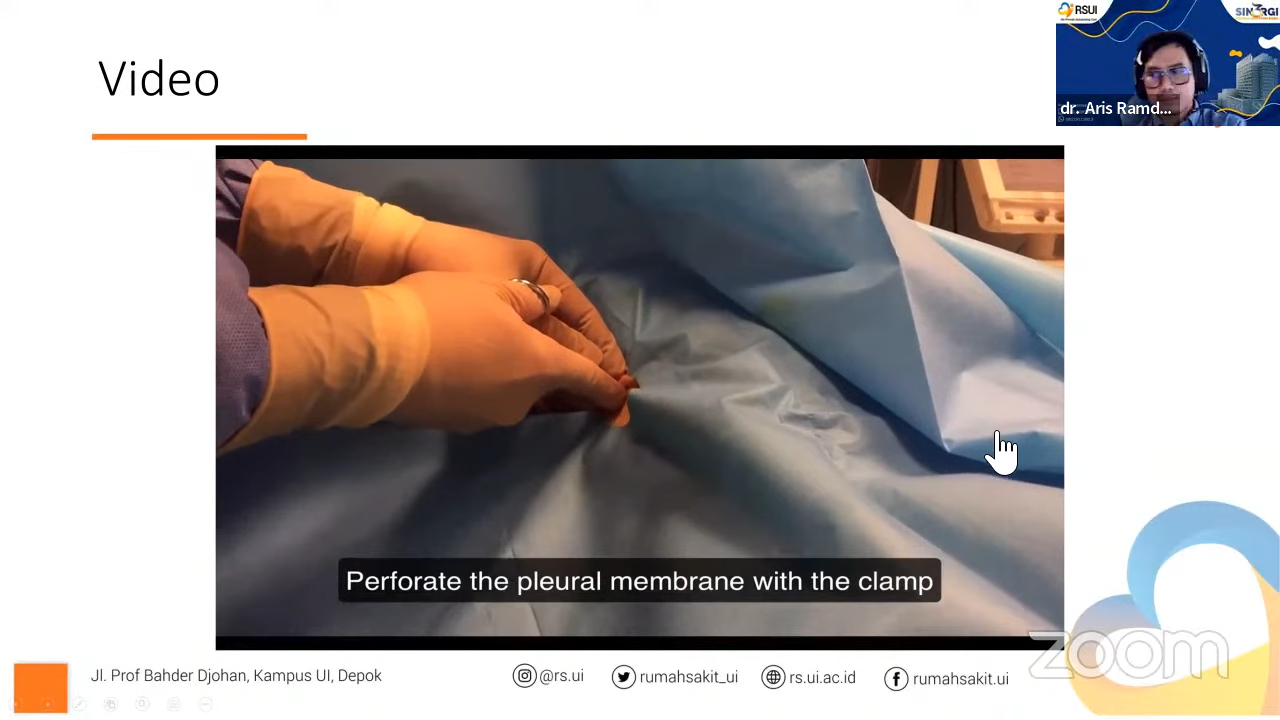 Video
RSUI
SINERGI
dr. Aris Ramd...
Perforate the pleural membrane with the clamp
zoom
Jl. Prof Bahder Djohan, Kampus UI, Depok
@rs.ui
rumahsakit_ui
rs.ui.ac.id
rumahsakit.ui